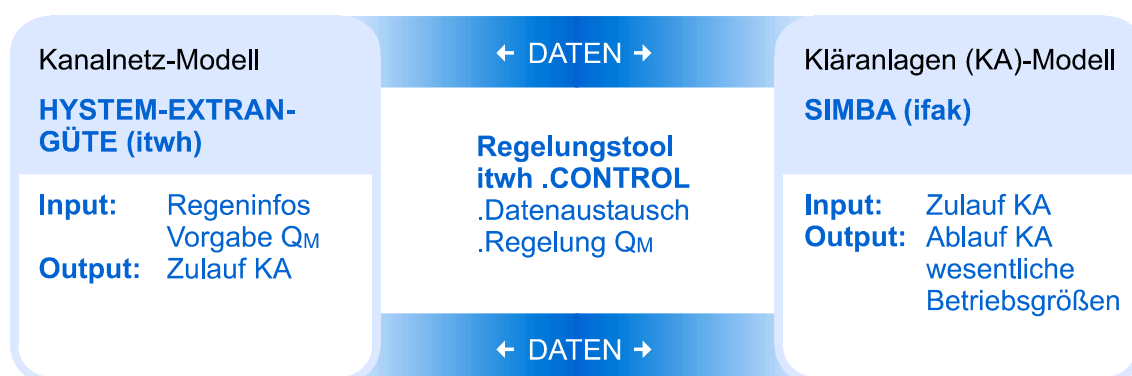 Kanalnetz-Modell
HYSTEM-EXTRAN-
GÜTE (itwh)
Input: Regeninfos
Vorgabe QM
Output: Zulauf KA
← DATEN →
Regelungstool
itwh .CONTROL
.Datenaustausch
.Regelung QM
← DATEN →
Kläranlagen (KA)-Modell
SIMBA (ifak)
Input: Zulauf KA
Output: Ablauf KA
wesentliche
Betriebsgrößen